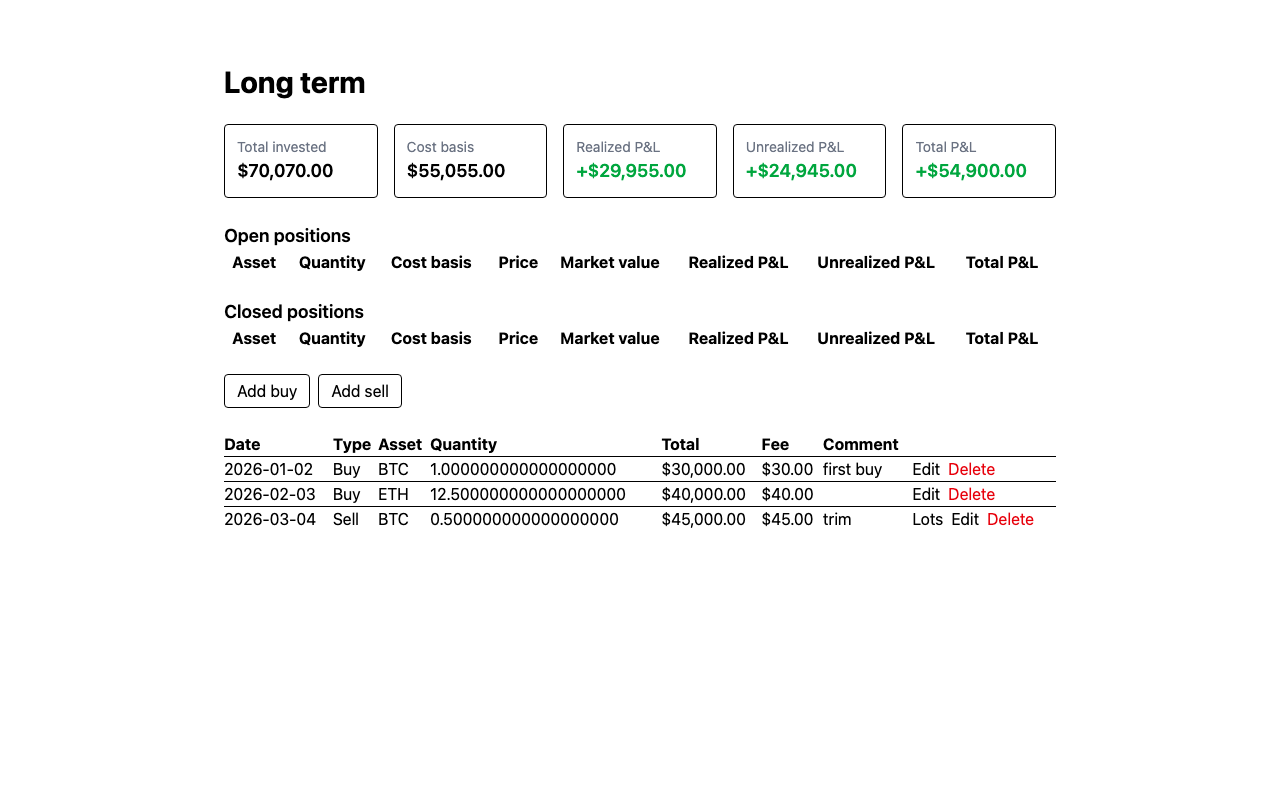 Long term
Total invested Cost basis Realized P&L Unrealized P&L Total P&L
$70,070.00 $55,055.00 +$29,955.00 +$24,945.00 +$54,900.00
Open positions
Asset Quantity Cost basis Price Market value Realized P&L Unrealized P&L Total P&L
Closed positions
Asset Quantity Cost basis Price Market value Realized P&L Unrealized P&L Total P&L
Add buy Add sell
Date Type Asset Quantity Total Fee Comment
2026-01-02 Buy BTC 1.000000000000000000 $30,000.00 $30.00 first buy Edit Delete
2026-02-03 Buy ETH 12.500000000000000000 $40,000.00 $40.00 Edit Delete
2026-03-04 Sell BTC 0.500000000000000000 $45,000.00 $45.00 trim Lots Edit Delete